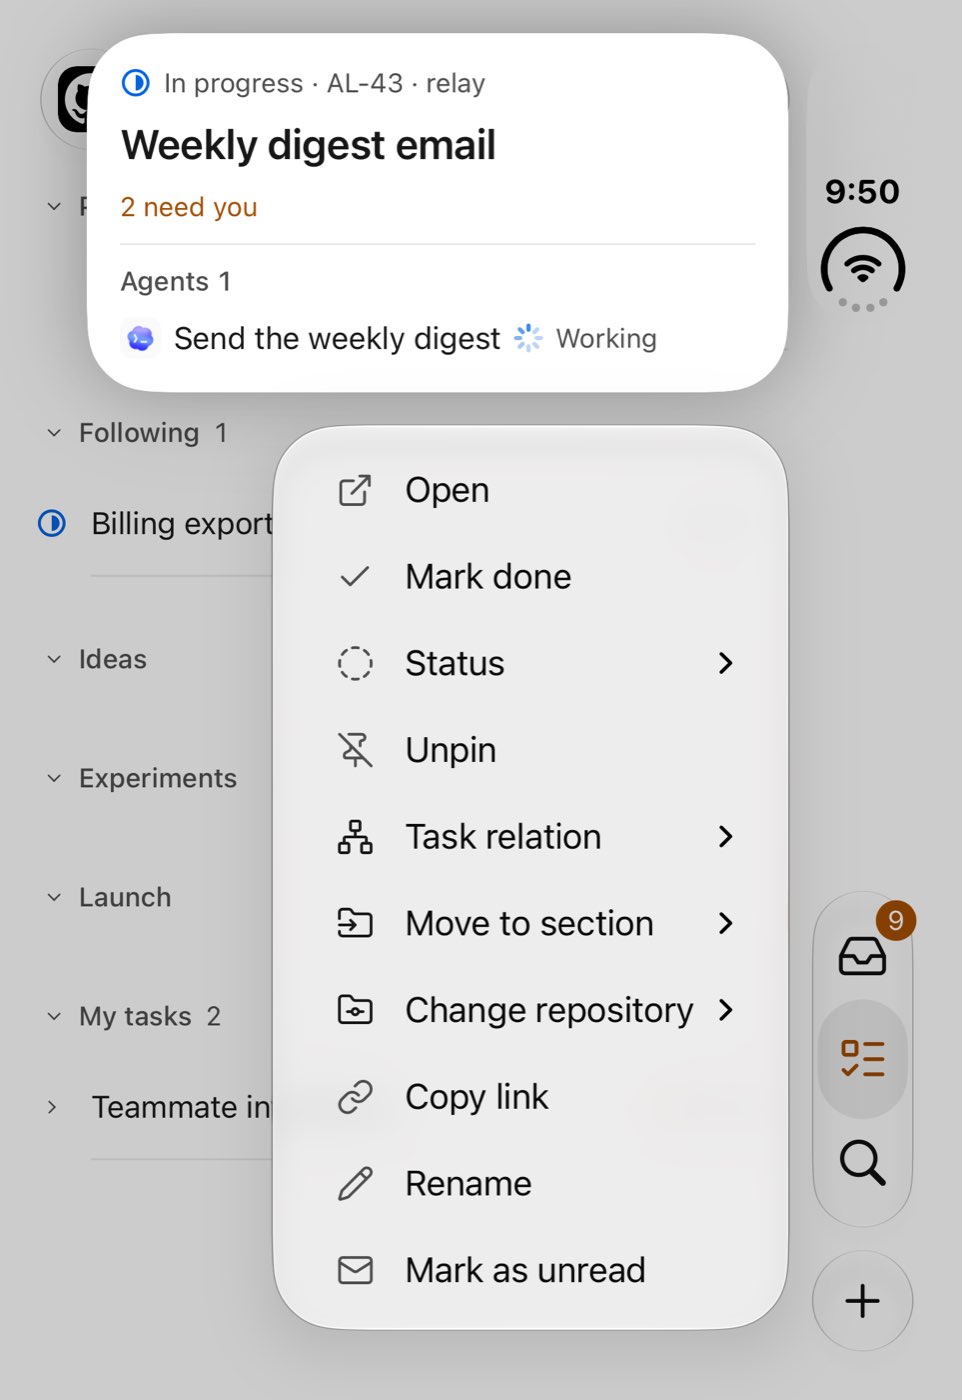 In progress · AL-43 · relay
Weekly digest email
2 need you
Agents 1
Send the weekly digest Working
9:50
Following 1
Billing export
Ideas
Experiments
Launch
My tasks 2
Teammate in
Open
Mark done
Status
Unpin
Task relation
Move to section
Change repository
Copy link
Rename
Mark as unread
9